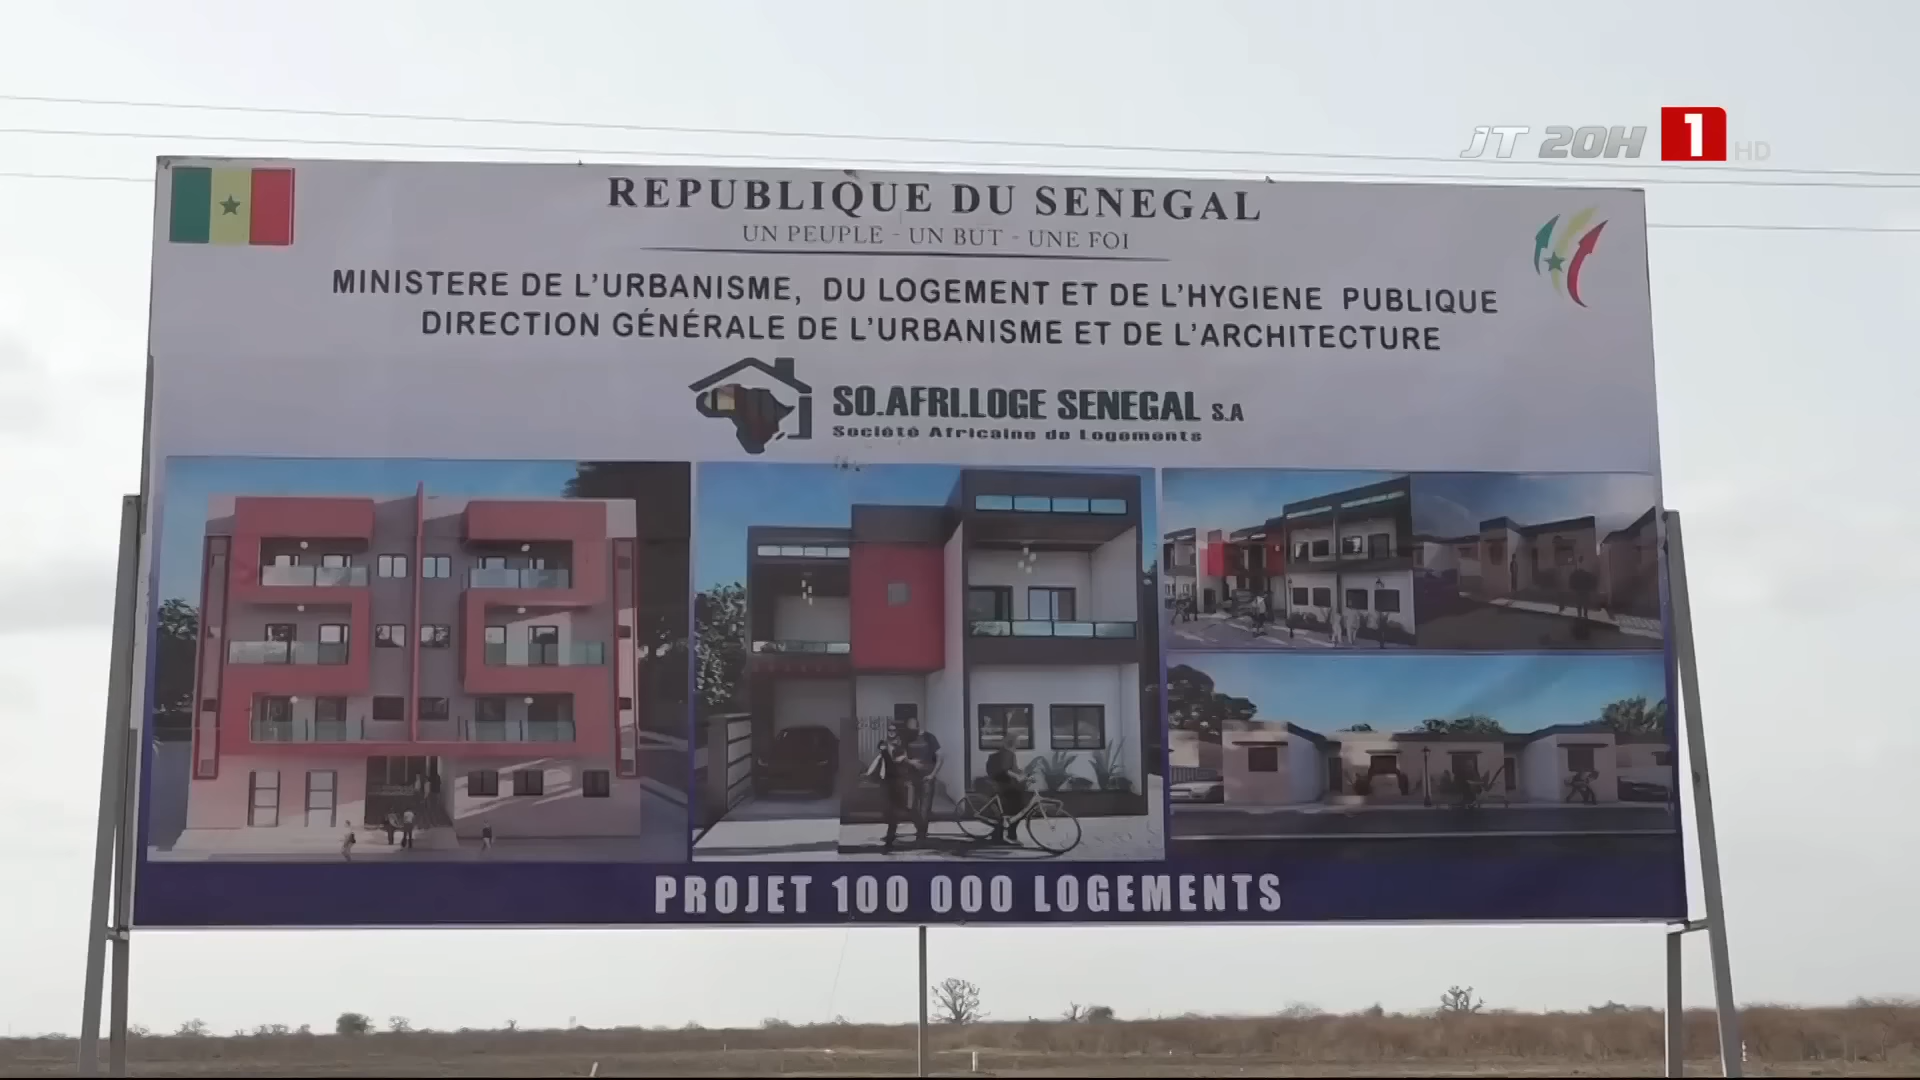 JT 20H 1 HD
REPUBLIQUE DU SENEGAL
UN PEUPLE - UN BUT - UNE FOI
MINISTERE DE L'URBANISME, DU LOGEMENT ET DE L'HYGIENE PUBLIQUE
DIRECTION GÉNÉRALE DE L'URBANISME ET DE L'ARCHITECTURE
SO.AFRI.LOGE SENEGAL S.A
Société Africaine de Logements
PROJET 100 000 LOGEMENTS